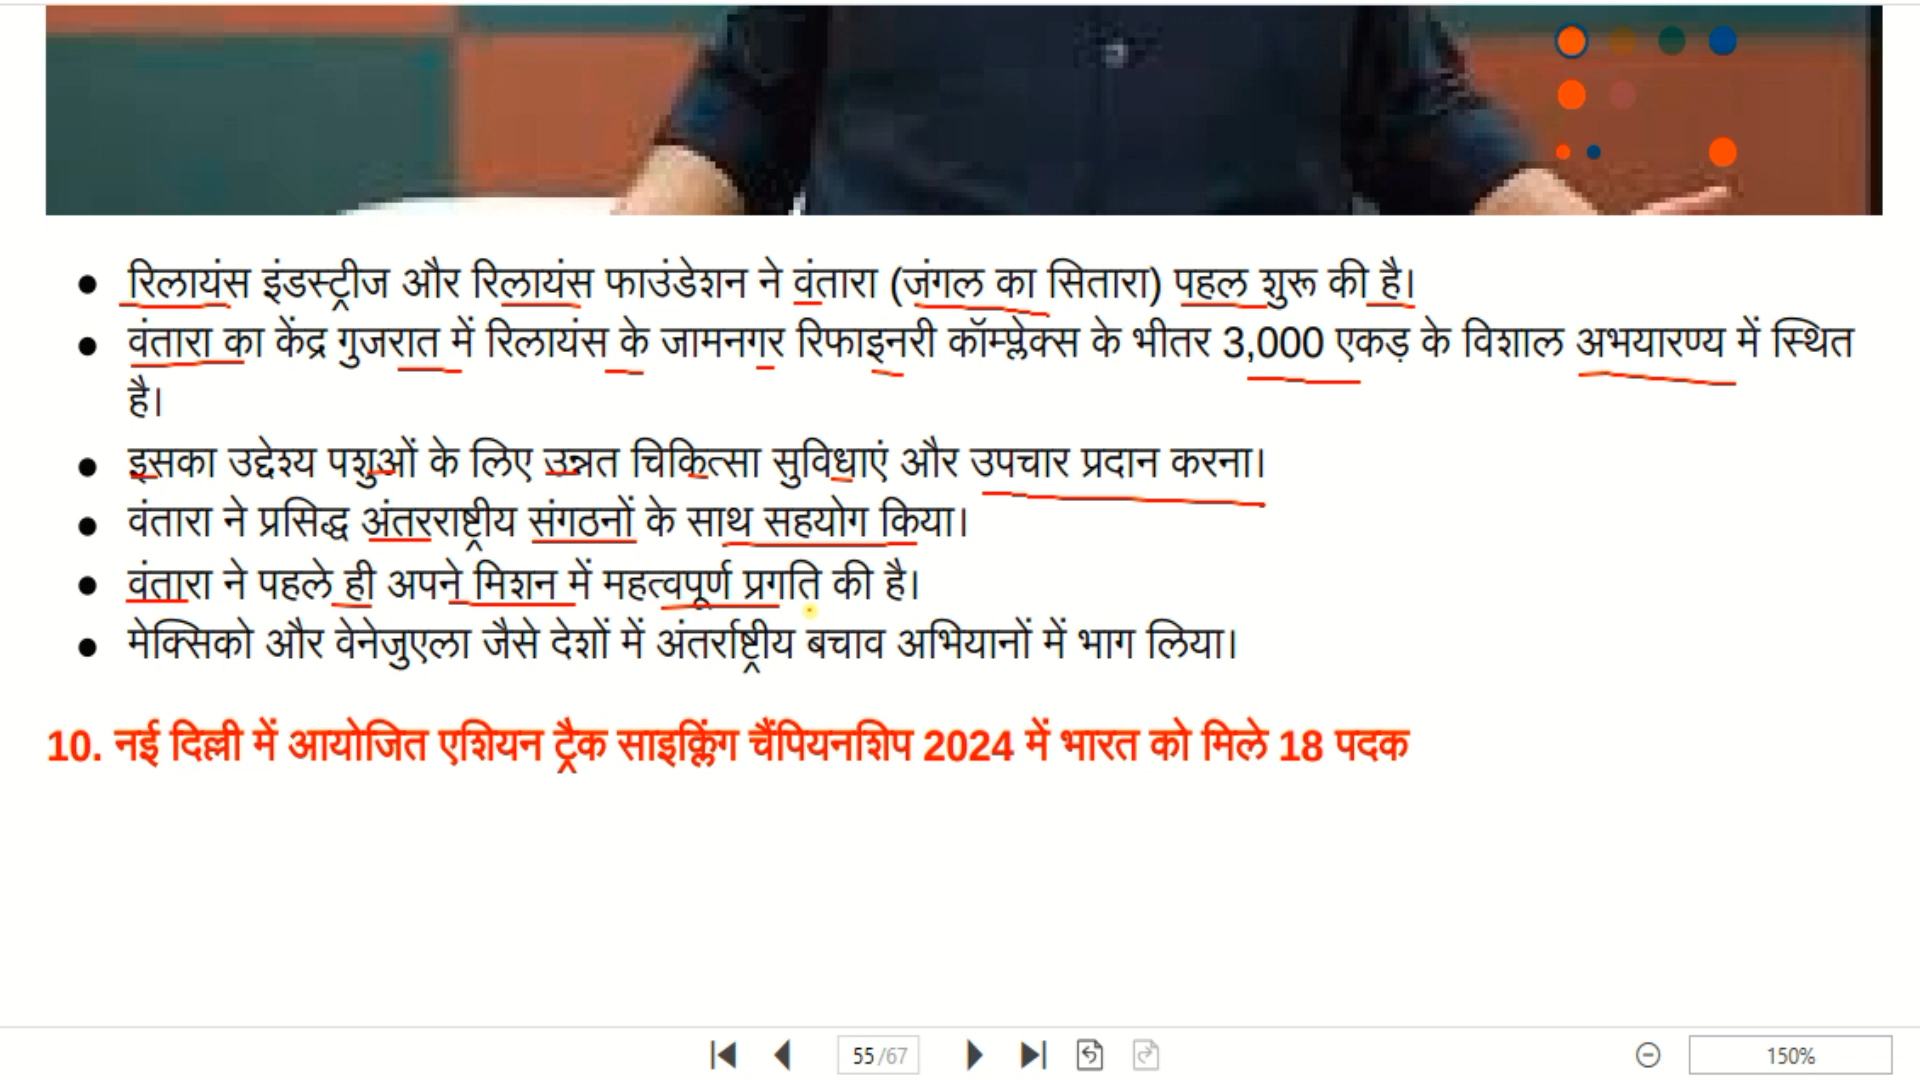 ● रिलायंस इंडस्ट्रीज और रिलायंस फाउंडेशन ने वंतारा (जंगल का सितारा) पहल शुरू की है।
● वंतारा का केंद्र गुजरात में रिलायंस के जामनगर रिफाइनरी कॉम्प्लेक्स के भीतर 3,000 एकड़ के विशाल अभयारण्य में स्थित
है।
● इसका उद्देश्य पशुओं के लिए उन्नत चिकित्सा सुविधाएं और उपचार प्रदान करना।
● वंतारा ने प्रसिद्ध अंतरराष्ट्रीय संगठनों के साथ सहयोग किया।
● वंतारा ने पहले ही अपने मिशन में महत्वपूर्ण प्रगति की है।
● मेक्सिको और वेनेजुएला जैसे देशों में अंतर्राष्ट्रीय बचाव अभियानों में भाग लिया।
10. नई दिल्ली में आयोजित एशियन ट्रैक साइक्लिंग चैंपियनशिप 2024 में भारत को मिले 18 पदक
55/67
150%